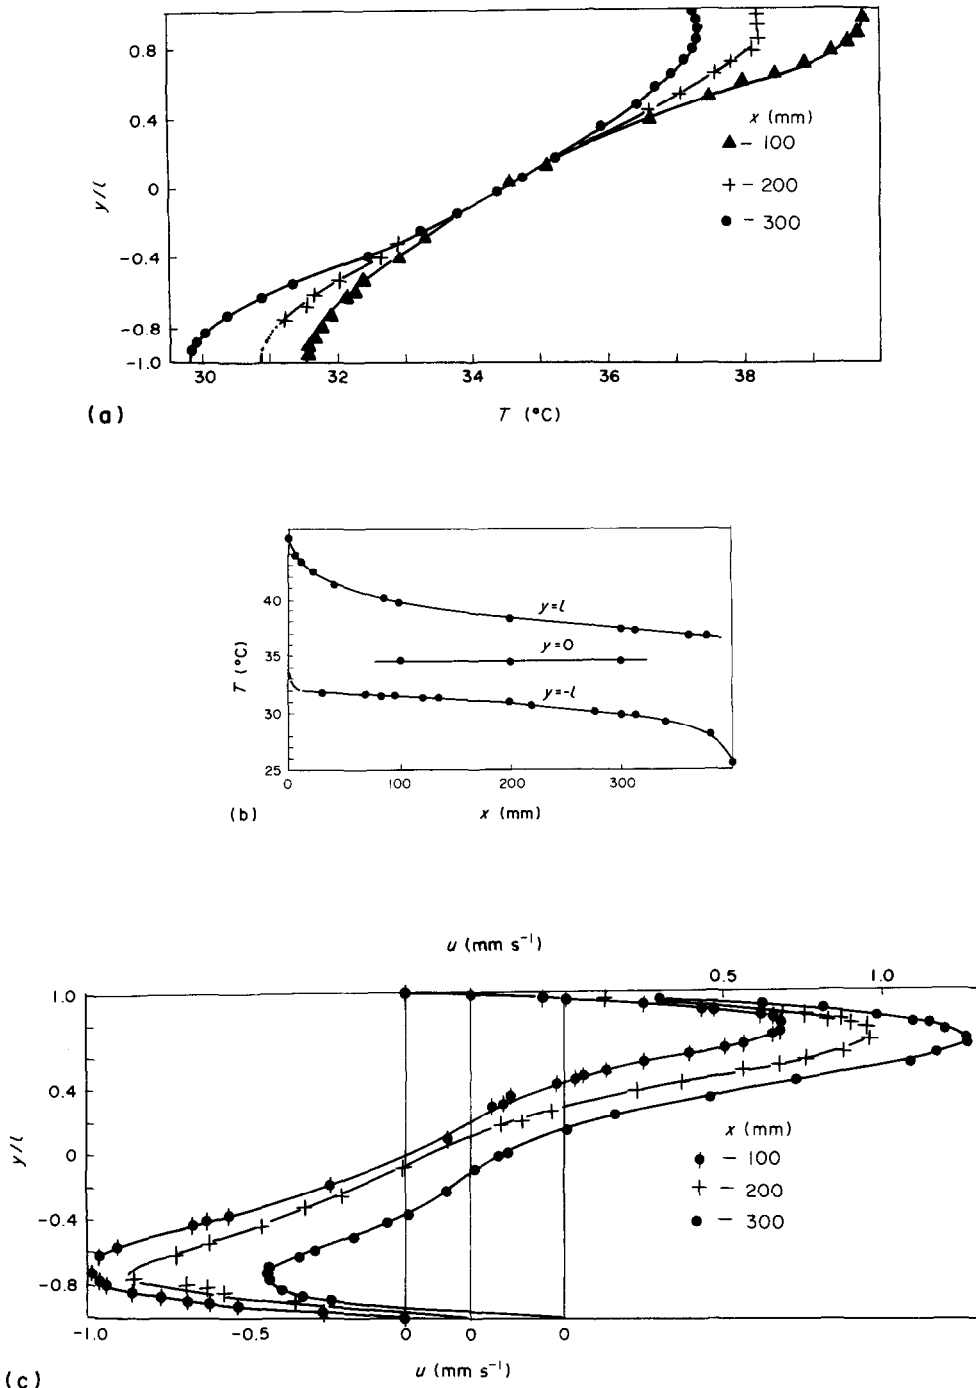 0.8
0.4
0
-0.4
-0.8
-1.0
y/l
x (mm)
▲ - 100
+ - 200
● - 300
30 32 34 36 38
(a)
T (°C)
40
35
30
25
T (°C)
y=l
y=0
y=-l
0 100 200 300
(b)
x (mm)
u (mm s⁻¹)
0.5 1.0
1.0
0.4
0
-0.4
-0.8
y/l
x (mm)
- 100
+ - 200
● - 300
-1.0 -0.5 0 0 0
u (mm s⁻¹)
(c)